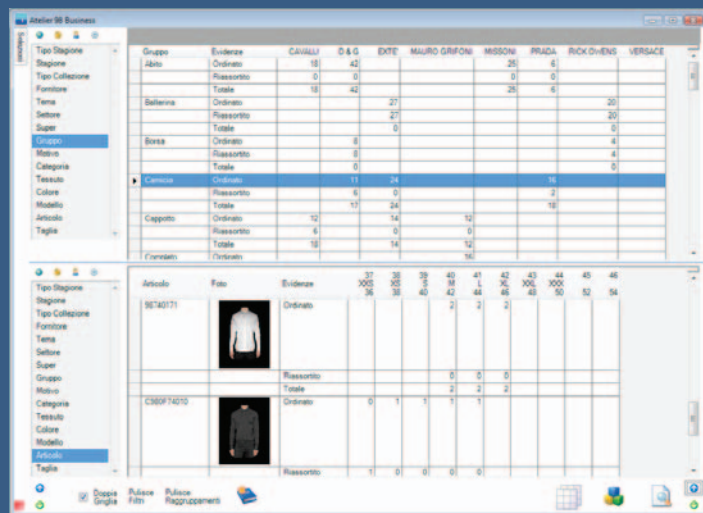 Atelier 98 Business
Selezioni
Tipo Stagione
Stagione
Tipo Collezione
Fornitore
Tema
Settore
Super
Gruppo
Motivo
Categoria
Tessuto
Colore
Modello
Articolo
Taglia
Gruppo Evidenze CAVALLI D & G EXTE' MAURO GRIFONI MISSONI PRADA RICK OWENS VERSACE
Abito Ordinato 18 42 25 6
Riassortito 0 0 0 0
Totale 18 42 25 6
Ballerina Ordinato 27 20
Riassortito 27 20
Totale 0 0
Borsa Ordinato 8 4
Riassortito 8 4
Totale 0 0
Camicia Ordinato 11 24 16
Riassortito 6 0 2
Totale 17 24 18
Cappotto Ordinato 12 14 12
Riassortito 6 0 0
Totale 18 14 12
Completo Ordinato 16
Tipo Stagione
Stagione
Tipo Collezione
Fornitore
Tema
Settore
Super
Gruppo
Motivo
Categoria
Tessuto
Colore
Modello
Articolo
Taglia
37 38 39 40 41 42 43 44 45 46
Articolo Foto Evidenze XXS XS S M L XL XXL XXX
36 38 40 42 44 46 48 50 52 54
98740171 Ordinato 2 2 2
Riassortito 0 0 0
Totale 2 2 2
C380F74010 Ordinato 0 1 1 1 1
Riassortito 1 0 0 0 0
Doppia Griglia
Pulisce Filtri
Pulisce Raggruppamenti